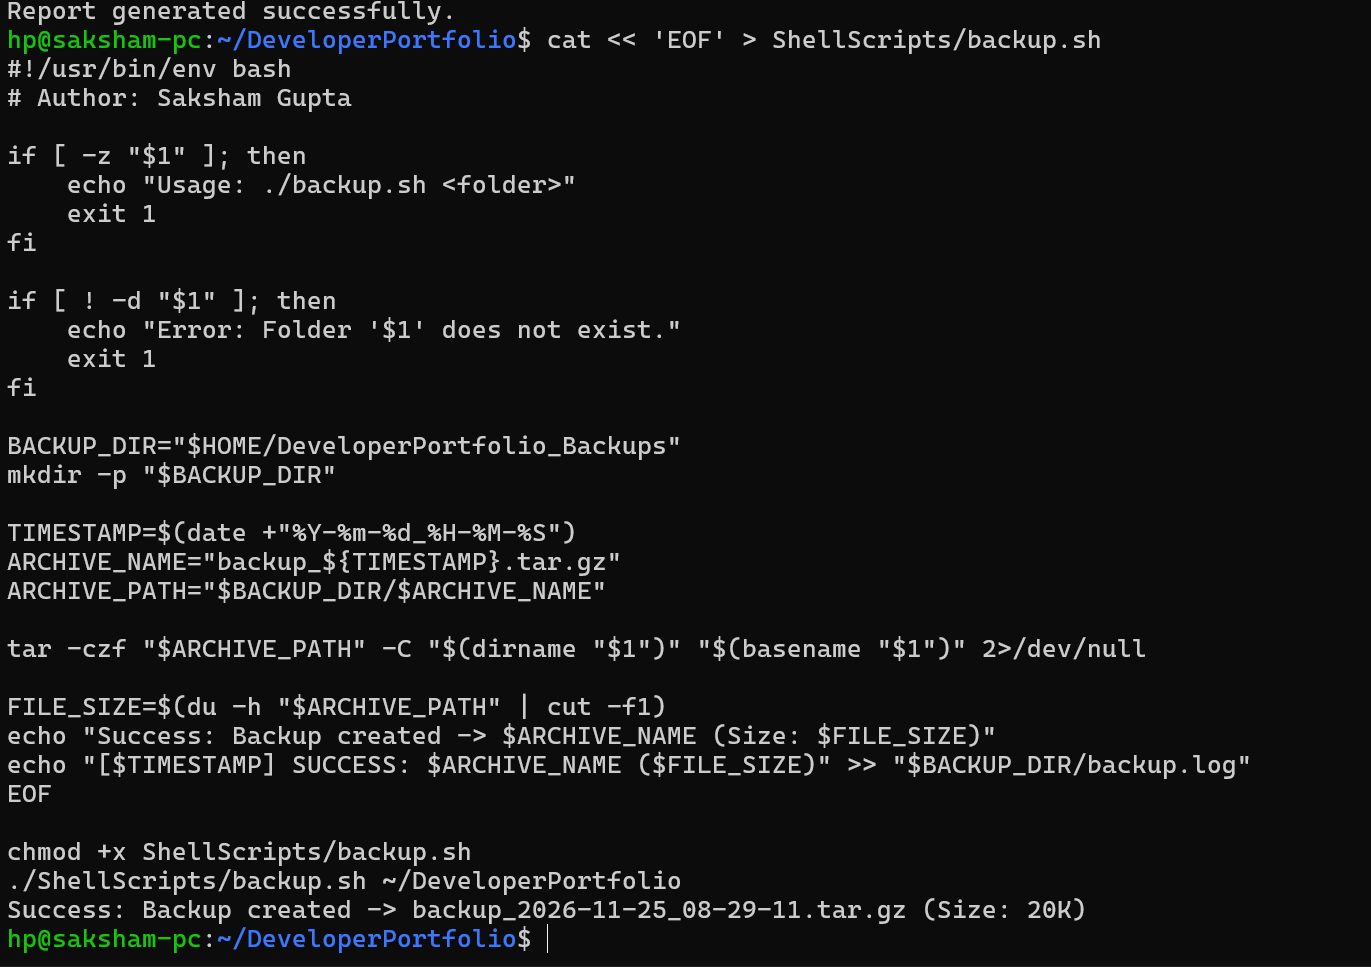 Report generated successfully.
hp@saksham-pc:~/DeveloperPortfolio$ cat << 'EOF' > ShellScripts/backup.sh
#!/usr/bin/env bash
# Author: Saksham Gupta

if [ -z "$1" ]; then
    echo "Usage: ./backup.sh <folder>"
    exit 1
fi

if [ ! -d "$1" ]; then
    echo "Error: Folder '$1' does not exist."
    exit 1
fi

BACKUP_DIR="$HOME/DeveloperPortfolio_Backups"
mkdir -p "$BACKUP_DIR"

TIMESTAMP=$(date +"%Y-%m-%d_%H-%M-%S")
ARCHIVE_NAME="backup_${TIMESTAMP}.tar.gz"
ARCHIVE_PATH="$BACKUP_DIR/$ARCHIVE_NAME"

tar -czf "$ARCHIVE_PATH" -C "$(dirname "$1")" "$(basename "$1")" 2>/dev/null

FILE_SIZE=$(du -h "$ARCHIVE_PATH" | cut -f1)
echo "Success: Backup created -> $ARCHIVE_NAME (Size: $FILE_SIZE)"
echo "[$TIMESTAMP] SUCCESS: $ARCHIVE_NAME ($FILE_SIZE)" >> "$BACKUP_DIR/backup.log"
EOF

chmod +x ShellScripts/backup.sh
./ShellScripts/backup.sh ~/DeveloperPortfolio
Success: Backup created -> backup_2026-11-25_08-29-11.tar.gz (Size: 20K)
hp@saksham-pc:~/DeveloperPortfolio$